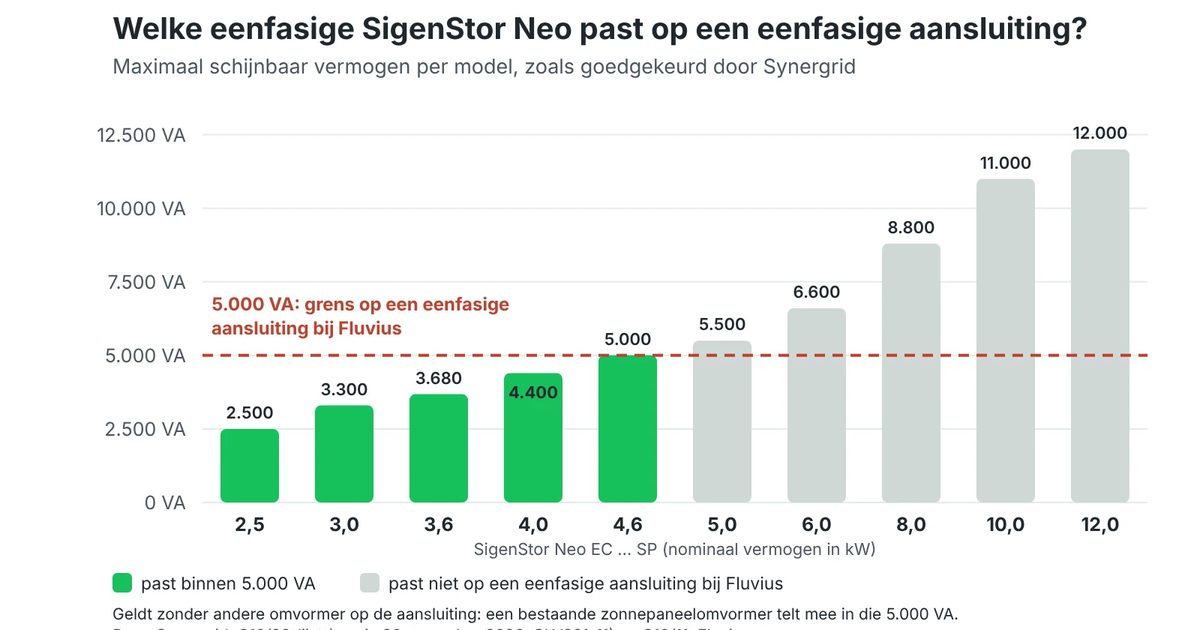 Welke eenfasige SigenStor Neo past op een eenfasige aansluiting?
Maximaal schijnbaar vermogen per model, zoals goedgekeurd door Synergrid
12.500 VA
10.000 VA
7.500 VA
5.000 VA
2.500 VA
0 VA
5.000 VA: grens op een eenfasige
aansluiting bij Fluvius
2.500
3.300
3.680
4.400
5.000
5.500
6.600
8.800
11.000
12.000
2,5 3,0 3,6 4,0 4,6 5,0 6,0 8,0 10,0 12,0
SigenStor Neo EC ... SP (nominaal vermogen in kW)
past binnen 5.000 VA past niet op een eenfasige aansluiting bij Fluvius
Geldt zonder andere omvormer op de aansluiting: een bestaande zonnepaneelomvormer telt mee in die 5.000 VA.